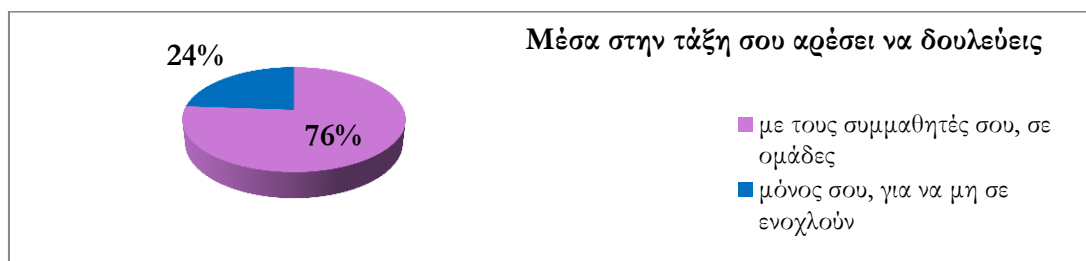 Μέσα στην τάξη σου αρέσει να δουλεύεις
24%
76%
με τους συμμαθητές σου, σε
ομάδες
μόνος σου, για να μη σε
ενοχλούν